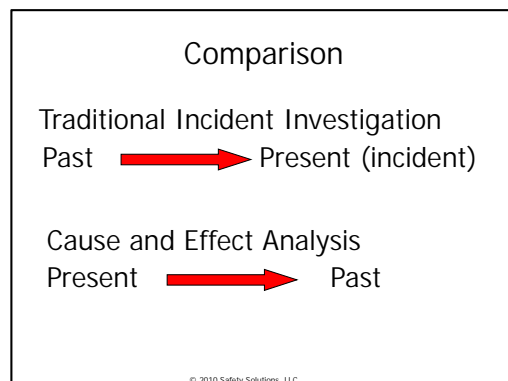 Comparison
Traditional Incident Investigation
Past Present (incident)
Cause and Effect Analysis
Present Past
© 2010 Safety Solutions, LLC